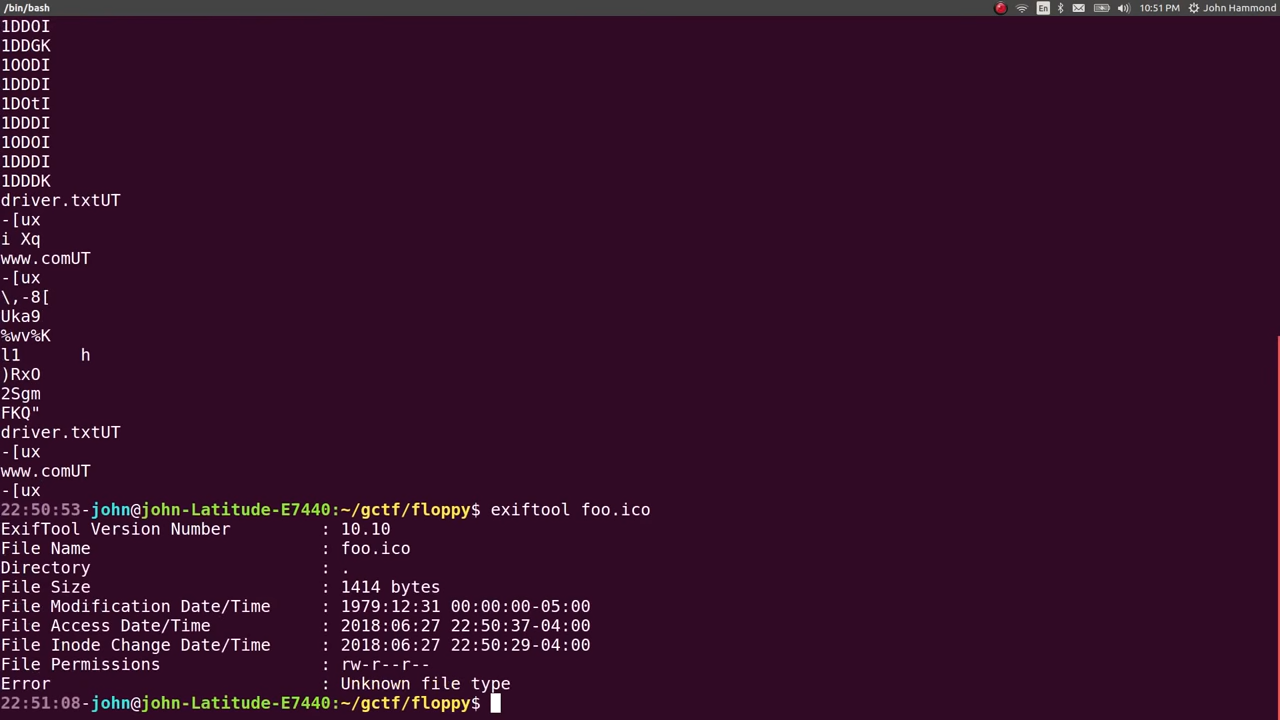 /bin/bash En 10:51 PM John Hammond
1DDOI
1DDGK
1OODI
1DDDI
1DOtI
1DDDI
1ODOI
1DDDI
1DDDK
driver.txtUT
-[ux
i Xq
www.comUT
-[ux
\,-8[
Uka9
%wv%K
l1      h
)RxO
2Sgm
FKQ"
driver.txtUT
-[ux
www.comUT
-[ux
22:50:53-john@john-Latitude-E7440:~/gctf/floppy$ exiftool foo.ico
ExifTool Version Number         : 10.10
File Name                       : foo.ico
Directory                       : .
File Size                       : 1414 bytes
File Modification Date/Time     : 1979:12:31 00:00:00-05:00
File Access Date/Time           : 2018:06:27 22:50:37-04:00
File Inode Change Date/Time     : 2018:06:27 22:50:29-04:00
File Permissions                : rw-r--r--
Error                           : Unknown file type
22:51:08-john@john-Latitude-E7440:~/gctf/floppy$